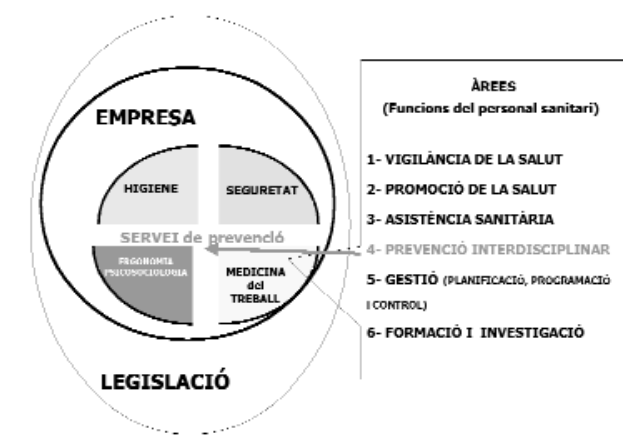 EMPRESA
HIGIENE
SEGURETAT
SERVEI de prevenció
ERGONOMIA
PSICOSOCIOLOGIA
MEDICINA
del
TREBALL
LEGISLACIÓ
ÀREES
(Funcions del personal sanitari)
1- VIGILÀNCIA DE LA SALUT
2- PROMOCIÓ DE LA SALUT
3- ASISTÈNCIA SANITÀRIA
4- PREVENCIÓ INTERDISCIPLINAR
5- GESTIÓ (PLANIFICACIÓ, PROGRAMACIÓ
I CONTROL)
6- FORMACIÓ I INVESTIGACIÓ